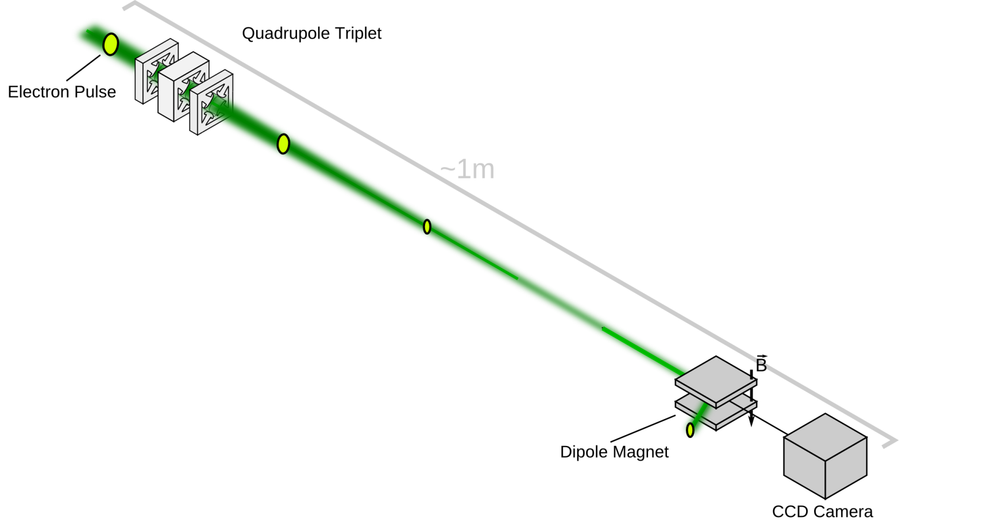 Quadrupole Triplet
Electron Pulse
~1m
B
Dipole Magnet
CCD Camera